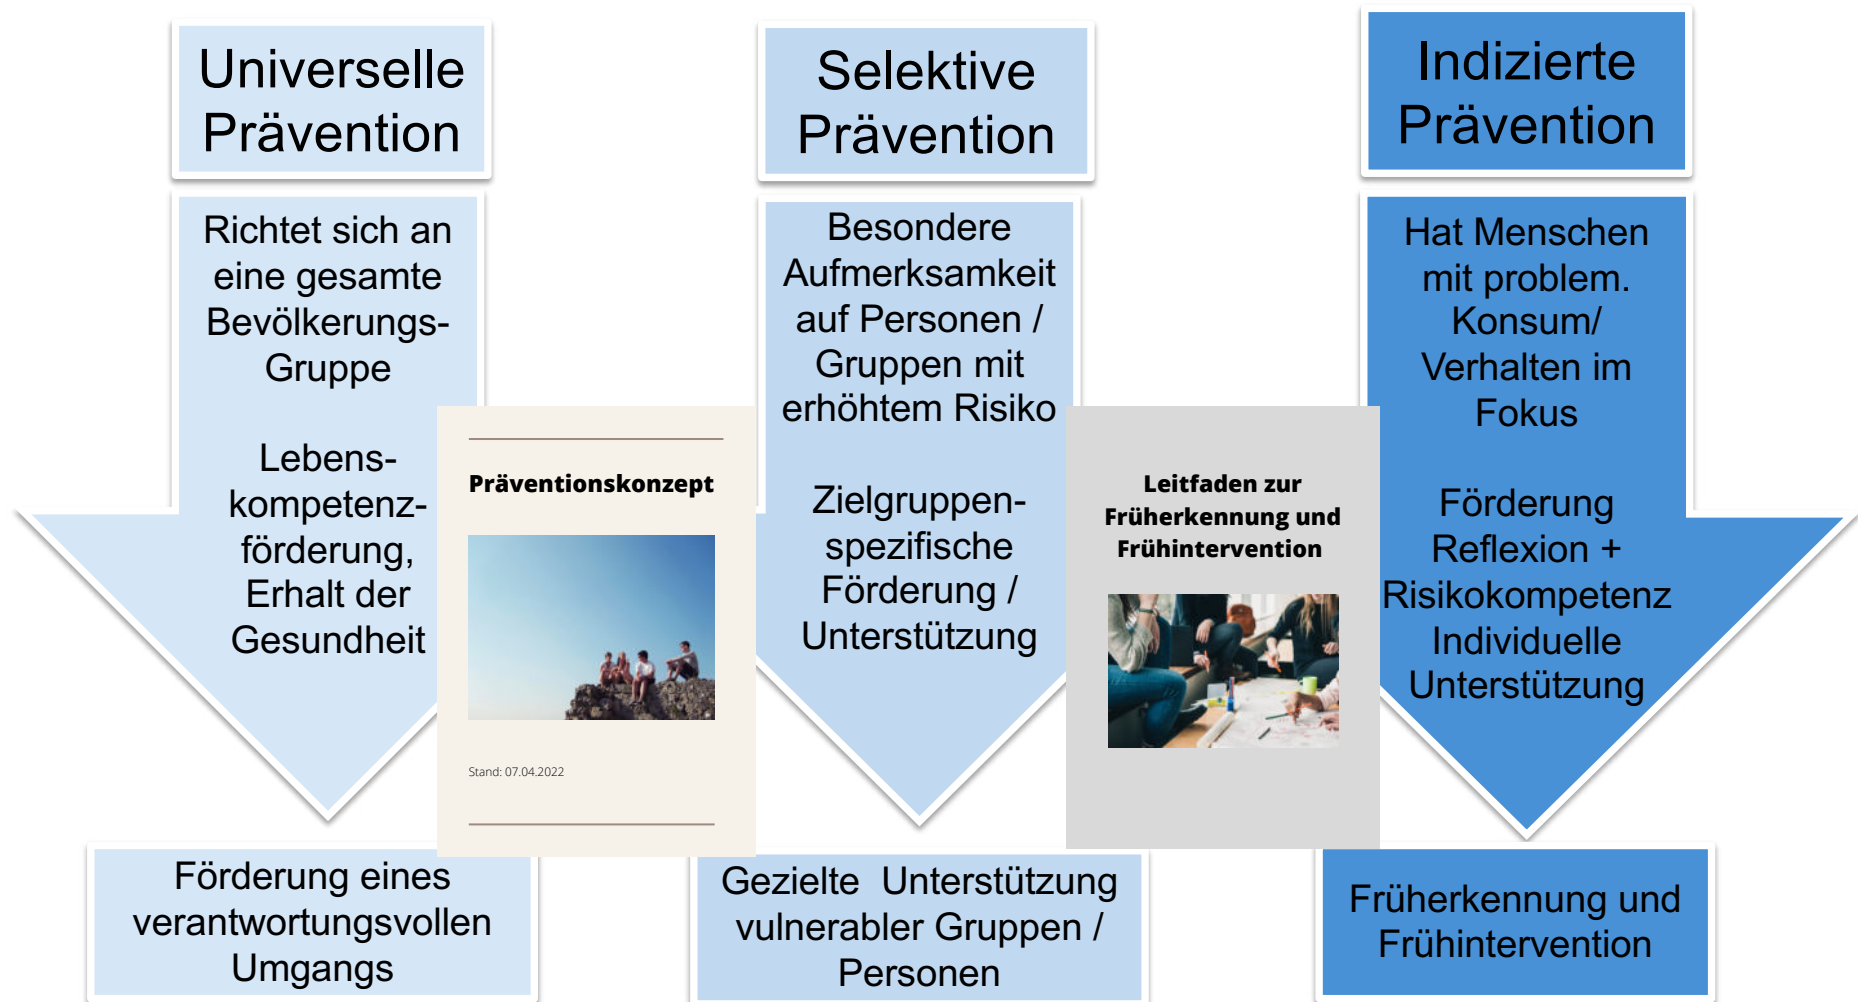 Universelle
Prävention
Richtet sich an
eine gesamte
Bevölkerungs-
Gruppe
Lebens-
kompetenz-
förderung,
Erhalt der
Gesundheit
Förderung eines
verantwortungsvollen
Umgangs
Präventionskonzept
Stand: 07.04.2022
Selektive
Prävention
Besondere
Aufmerksamkeit
auf Personen /
Gruppen mit
erhöhtem Risiko
Zielgruppen-
spezifische
Förderung /
Unterstützung
Gezielte  Unterstützung
vulnerabler Gruppen /
Personen
Leitfaden zur
Früherkennung und
Frühintervention
Indizierte
Prävention
Hat Menschen
mit problem.
Konsum/
Verhalten im
Fokus
Förderung
Reflexion +
Risikokompetenz
Individuelle
Unterstützung
Früherkennung und
Frühintervention